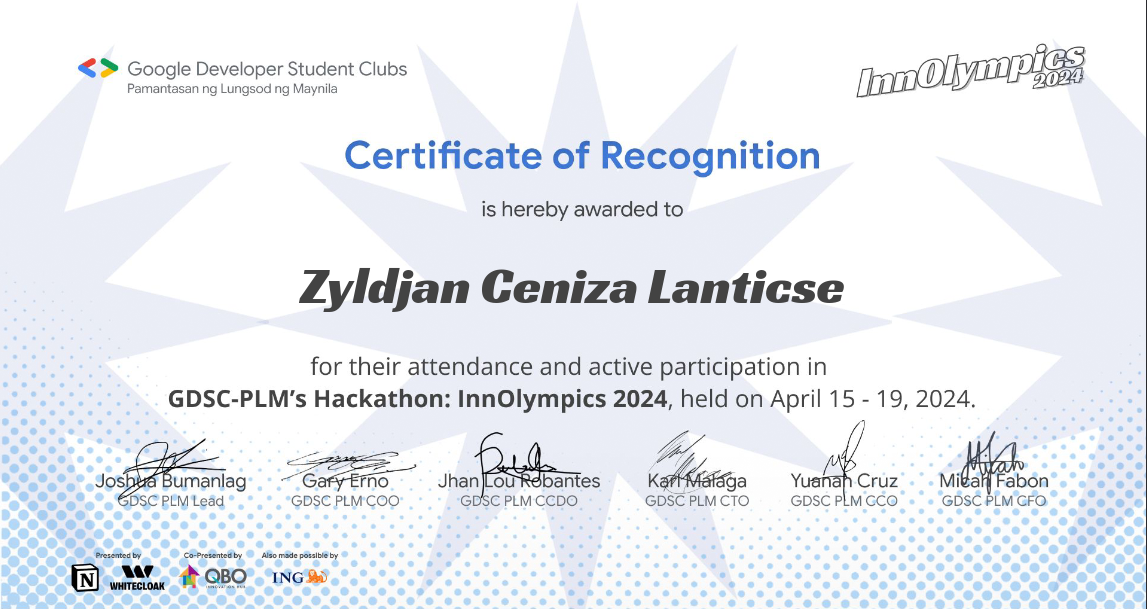 Google Developer Student Clubs
Pamantasan ng Lungsod ng Maynila
InnOlympics
2024
Certificate of Recognition
is hereby awarded to
Zyldjan Ceniza Lanticse
for their attendance and active participation in
GDSC-PLM's Hackathon: InnOlympics 2024, held on April 15 - 19, 2024.
Joshua Bumanlag
GDSC PLM Lead
Gary Erno
GDSC PLM COO
Jhan Lou Robantes
GDSC PLM CCDO
Karl Malaga
GDSC PLM CTO
Yuanah Cruz
GDSC PLM CCO
Micah Fabon
GDSC PLM CFO
Presented by
N
WHITECLOAK
Co-Presented by
QBO
INNOVATION HUB
Also made possible by
ING